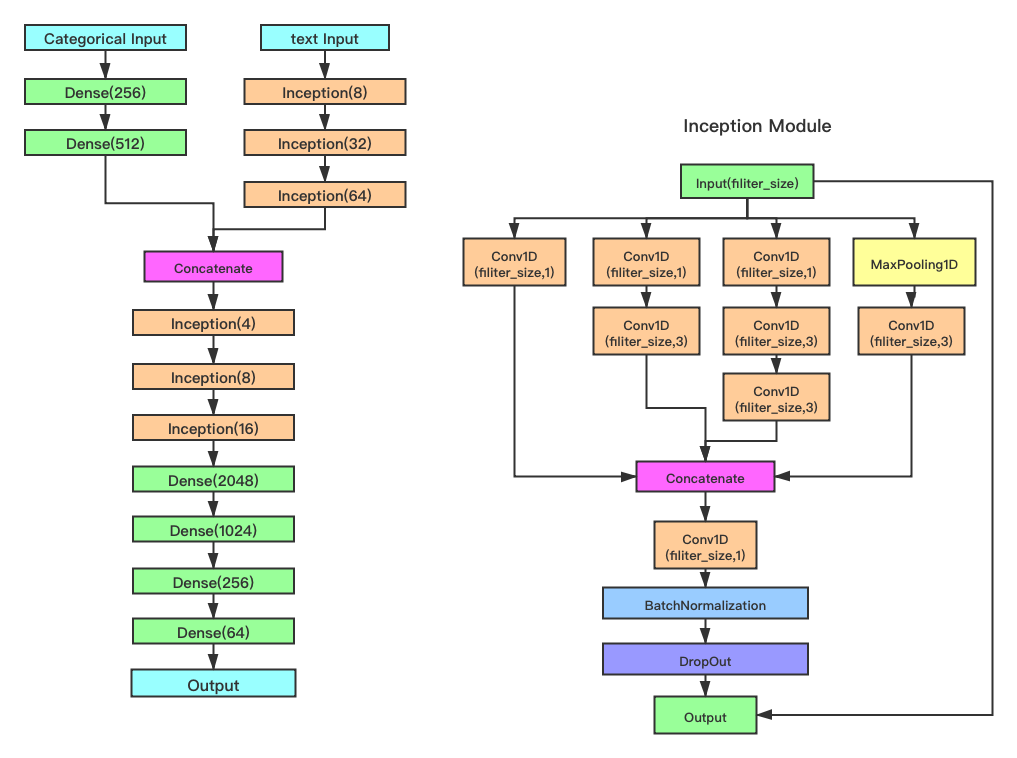 Categorical Input
text Input
Dense(256)
Inception(8)
Dense(512)
Inception(32)
Inception(64)
Concatenate
Inception(4)
Inception(8)
Inception(16)
Dense(2048)
Dense(1024)
Dense(256)
Dense(64)
Output
Inception Module
Input(filiter_size)
Conv1D
(filiter_size,1)
Conv1D
(filiter_size,1)
Conv1D
(filiter_size,1)
MaxPooling1D
Conv1D
(filiter_size,3)
Conv1D
(filiter_size,3)
Conv1D
(filiter_size,3)
Conv1D
(filiter_size,3)
Concatenate
Conv1D
(filiter_size,1)
BatchNormalization
DropOut
Output